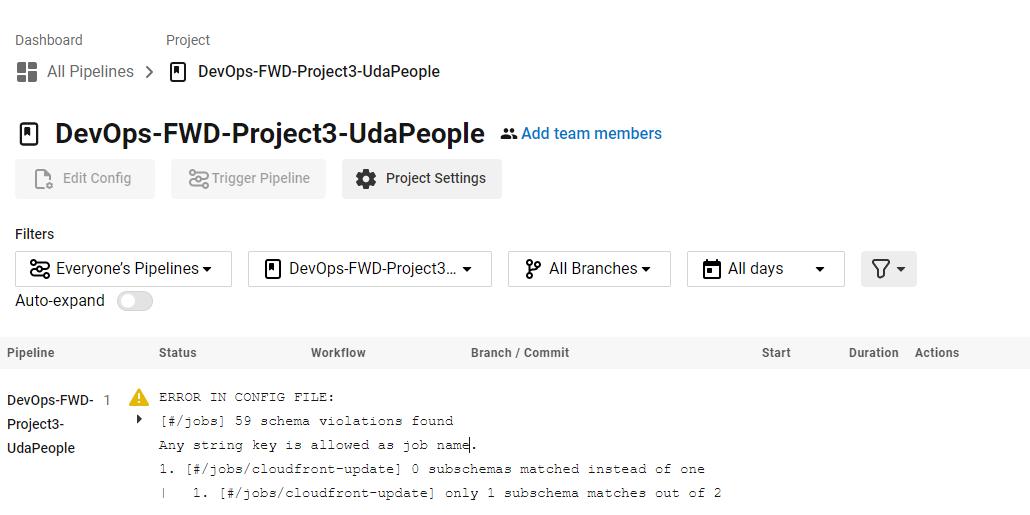 Dashboard Project
All Pipelines DevOps-FWD-Project3-UdaPeople
DevOps-FWD-Project3-UdaPeople Add team members
Edit Config Trigger Pipeline Project Settings
Filters
Everyone's Pipelines DevOps-FWD-Project3... All Branches All days
Auto-expand
Pipeline Status Workflow Branch / Commit Start Duration Actions
DevOps-FWD- 1 ERROR IN CONFIG FILE:
Project3- [#/jobs] 59 schema violations found
UdaPeople Any string key is allowed as job name.
1. [#/jobs/cloudfront-update] 0 subschemas matched instead of one
| 1. [#/jobs/cloudfront-update] only 1 subschema matches out of 2